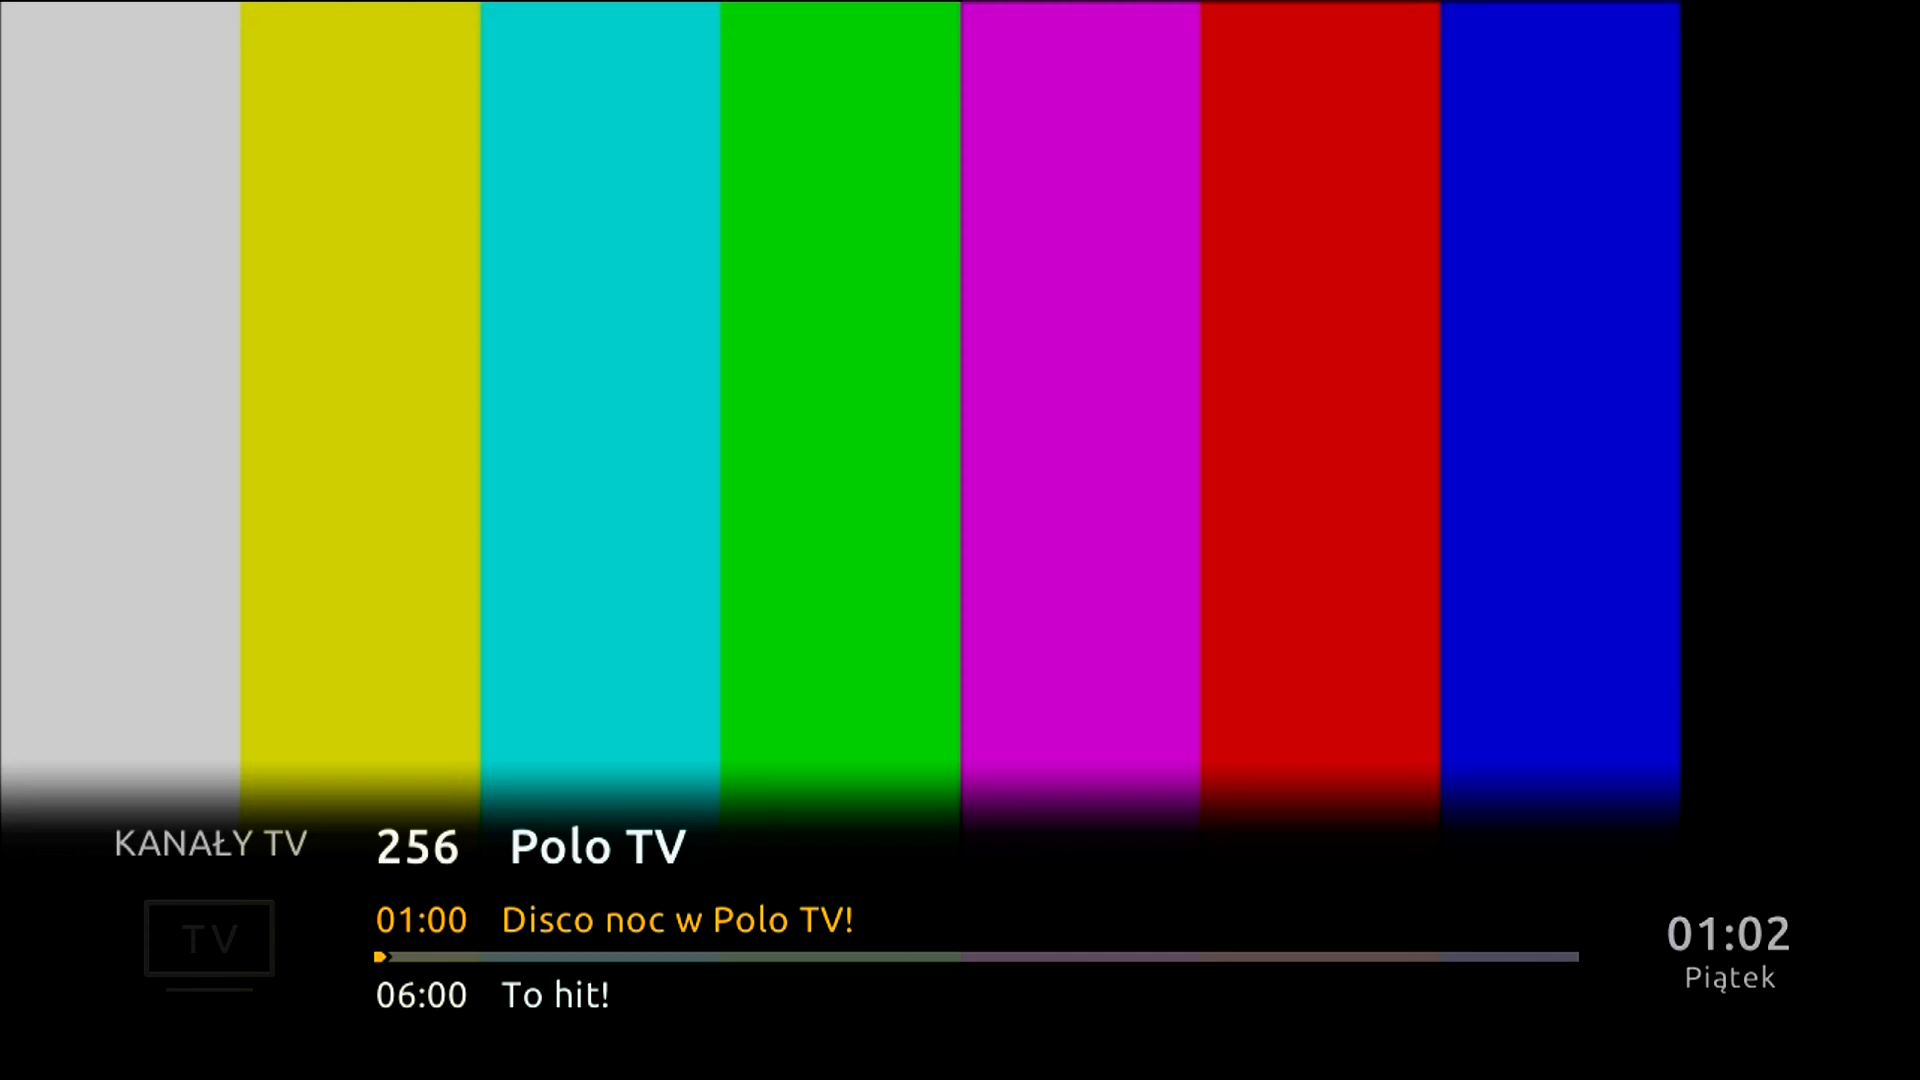 KANAŁY TV
256 Polo TV
TV
01:00 Disco noc w Polo TV!
06:00 To hit!
01:02
Piątek